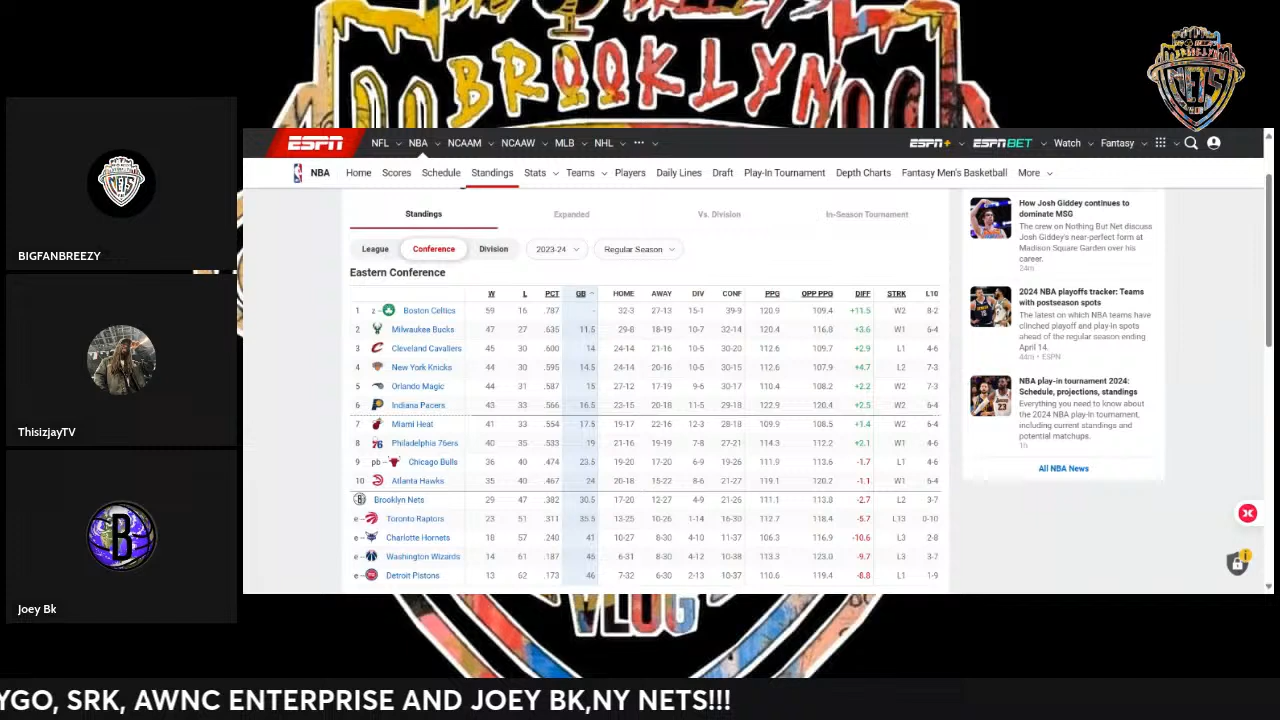 BROOKLYN
NETS
ESPN NFL NBA NCAAM NCAAW MLB NHL ESPN+ ESPN BET Watch Fantasy
NBA Home Scores Schedule Standings Stats Teams Players Daily Lines Draft Play-In Tournament Depth Charts Fantasy Men's Basketball More
Standings Expanded Vs. Division In-Season Tournament
League Conference Division 2023-24 Regular Season
Eastern Conference
W L PCT GB HOME AWAY DIV CONF PPG OPP PPG DIFF STRK L10
1 z -- Boston Celtics 59 16 .787 - 32-3 27-13 15-1 39-9 120.9 109.4 +11.5 W2 8-2
2 Milwaukee Bucks 47 27 .635 11.5 29-8 18-19 10-7 32-14 120.4 116.8 +3.6 W1 6-4
3 Cleveland Cavaliers 45 30 .600 14 24-14 21-16 10-5 30-20 112.6 109.7 +2.9 L1 4-6
4 New York Knicks 44 30 .595 14.5 24-14 20-16 10-5 30-15 112.6 107.9 +4.7 L2 7-3
5 Orlando Magic 44 31 .587 15 27-12 17-19 9-6 30-17 110.4 108.2 +2.2 W2 7-3
6 Indiana Pacers 43 33 .566 16.5 23-15 20-18 11-5 29-18 122.9 120.4 +2.5 W2 6-4
7 Miami Heat 41 33 .554 17.5 19-17 22-16 12-3 28-18 109.9 108.5 +1.4 W2 6-4
8 Philadelphia 76ers 40 35 .533 19 21-16 19-19 7-8 27-21 114.3 112.2 +2.1 W1 4-6
9 pb -- Chicago Bulls 36 40 .474 23.5 19-20 17-20 6-9 19-26 111.9 113.6 -1.7 L1 4-6
10 Atlanta Hawks 35 40 .467 24 20-18 15-22 8-6 21-27 119.1 120.2 -1.1 W1 6-4
Brooklyn Nets 29 47 .382 30.5 17-20 12-27 4-9 21-26 111.1 113.8 -2.7 L2 3-7
e -- Toronto Raptors 23 51 .311 35.5 13-25 10-26 1-14 16-30 112.7 118.4 -5.7 L13 0-10
e -- Charlotte Hornets 18 57 .240 41 10-27 8-30 4-10 11-37 106.3 116.9 -10.6 L3 2-8
e -- Washington Wizards 14 61 .187 45 6-31 8-30 4-12 10-38 113.3 123.0 -9.7 L3 3-7
e -- Detroit Pistons 13 62 .173 46 7-32 6-30 2-13 10-37 110.6 119.4 -8.8 L1 1-9
How Josh Giddey continues to
dominate MSG
The crew on Nothing But Net discuss
Josh Giddey's near-perfect form at
Madison Square Garden over his
career.
24m
2024 NBA playoffs tracker: Teams
with postseason spots
The latest on which NBA teams have
clinched playoff and play-in spots
ahead of the regular season ending
April 14.
44m • ESPN
NBA play-in tournament 2024:
Schedule, projections, standings
Everything you need to know about
the 2024 NBA play-in tournament,
including current standings and
potential matchups.
1h
All NBA News
NETS
BIGFANBREEZY
ThisizjayTV
B
Joey Bk
VLOG
YGO, SRK, AWNC ENTERPRISE AND JOEY BK,NY NETS!!!